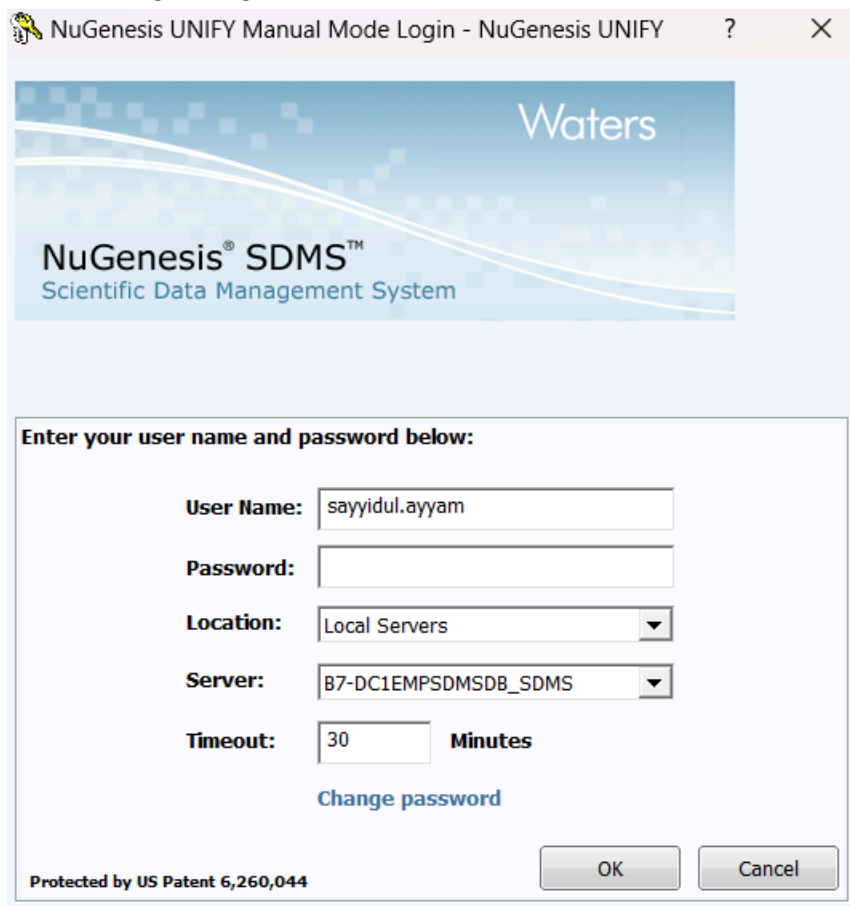 NuGenesis UNIFY Manual Mode Login - NuGenesis UNIFY ?
Waters
NuGenesis® SDMS™
Scientific Data Management System
Enter your user name and password below:
User Name: sayyidul.ayyam
Password:
Location: Local Servers
Server: B7-DC1EMPSDMSDB_SDMS
Timeout: 30 Minutes
Change password
OK Cancel
Protected by US Patent 6,260,044